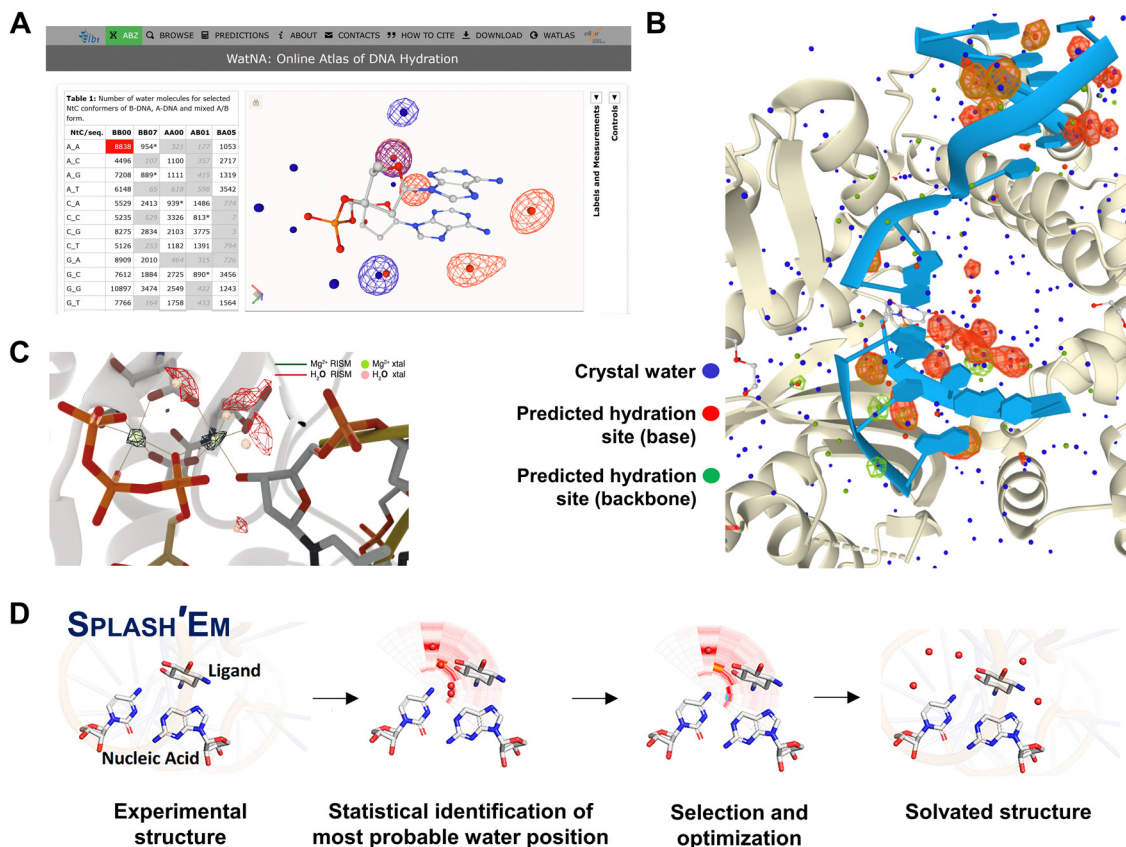 A
ABZ BROWSE PREDICTIONS ABOUT CONTACTS HOW TO CITE DOWNLOAD WATLAS
WatNA: Online Atlas of DNA Hydration
Table 1: Number of water molecules for selected
NtC conformers of B-DNA, A-DNA and mixed A/B
form.
NtC/seq. BB00 BB07 AA00 AB01 BA05
A_A 8838 954* 321 177 1053
A_C 4496 107 1100 357 2717
A_G 7208 889* 1111 415 1319
A_T 6148 65 618 598 3542
C_A 5529 2413 939* 1486 774
C_C 5235 529 3326 813* 7
C_G 8275 2834 2103 3775 3
C_T 5126 253 1182 1391 794
G_A 8909 2010 464 315 726
G_C 7612 1884 2725 890* 3456
G_G 10897 3474 2549 422 1243
G_T 7766 164 1758 433 1564
Labels and Measurements
Controls
B
Crystal water
Predicted hydration
site (base)
Predicted hydration
site (backbone)
C
Mg²⁺ RISM Mg²⁺ xtal
H₂O RISM H₂O xtal
D
SPLASH'EM
Ligand
Nucleic Acid
Experimental
structure
Statistical identification of
most probable water position
Selection and
optimization
Solvated structure